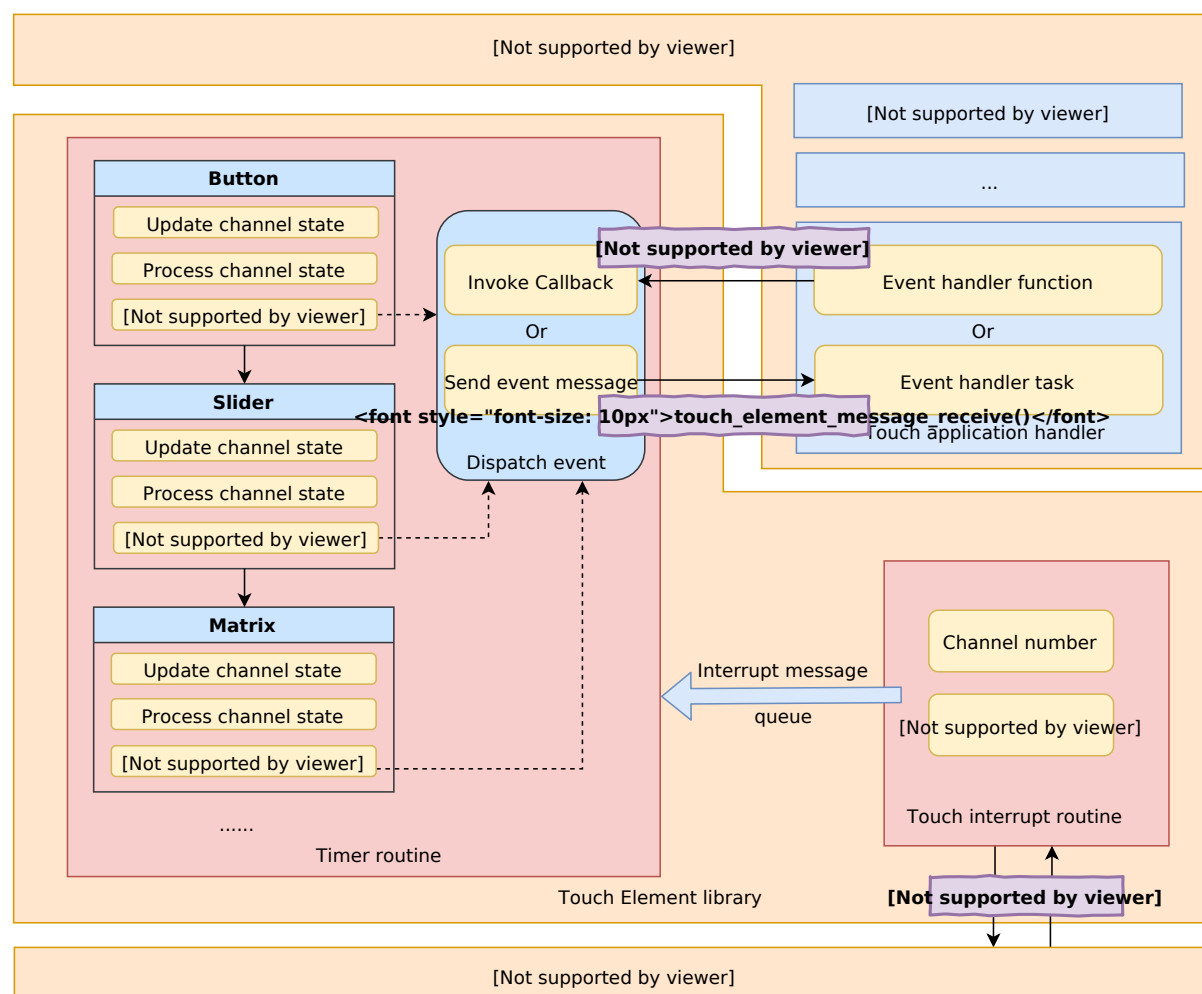 [Not supported by viewer]
[Not supported by viewer]
...
Button
Update channel state
Process channel state
[Not supported by viewer]
[Not supported by viewer]
Invoke Callback
Event handler function
Or
Or
Send event message
Event handler task
<font style="font-size: 10px">touch_element_message_receive()</font>
Touch application handler
Dispatch event
Slider
Update channel state
Process channel state
[Not supported by viewer]
Matrix
Update channel state
Process channel state
[Not supported by viewer]
......
Timer routine
Interrupt message
queue
Channel number
[Not supported by viewer]
Touch interrupt routine
[Not supported by viewer]
Touch Element library
[Not supported by viewer]